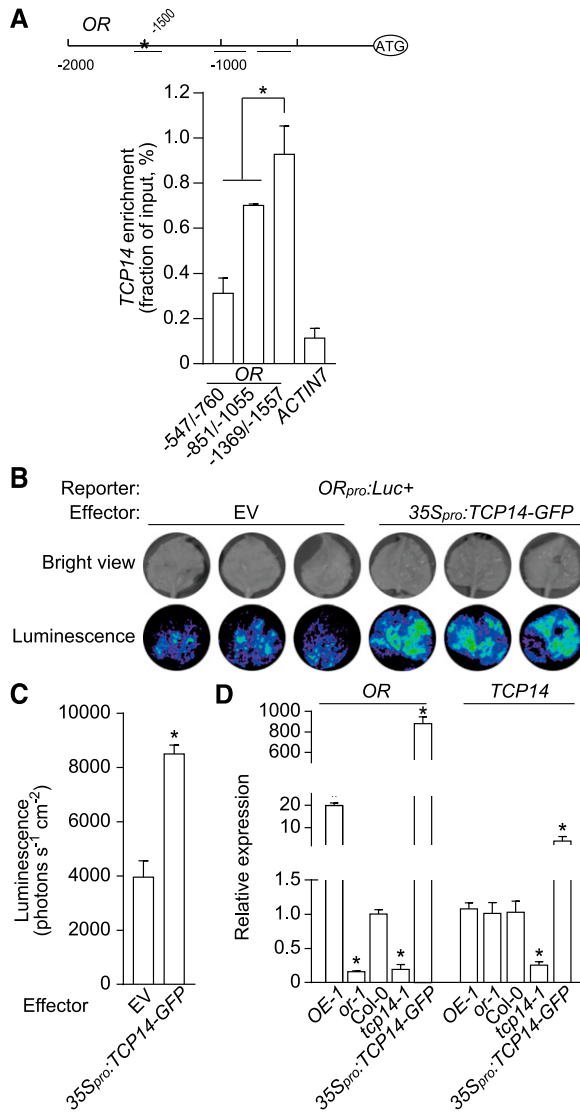 A
OR
-1500
*
ATG
-2000
-1000
1.2
*
1.0
0.8
0.6
0.4
0.2
0
TCP14 enrichment
(fraction of input, %)
OR
-547/-760
-851/-1055
-1369/-1557
ACTIN7
B
Reporter: ORpro:Luc+
Effector: EV 35Spro:TCP14-GFP
Bright view
Luminescence
C
10000
8000
6000
4000
2000
0
*
Luminescence
(photons s-1 cm-2)
Effector
EV
35Spro:TCP14-GFP
D
OR TCP14
1000
800
600
20
10
1.5
1.0
0.5
0
Relative expression
* * * * *
OE-1
or-1
Col-0
tcp14-1
35Spro:TCP14-GFP
OE-1
or-1
Col-0
tcp14-1
35Spro:TCP14-GFP